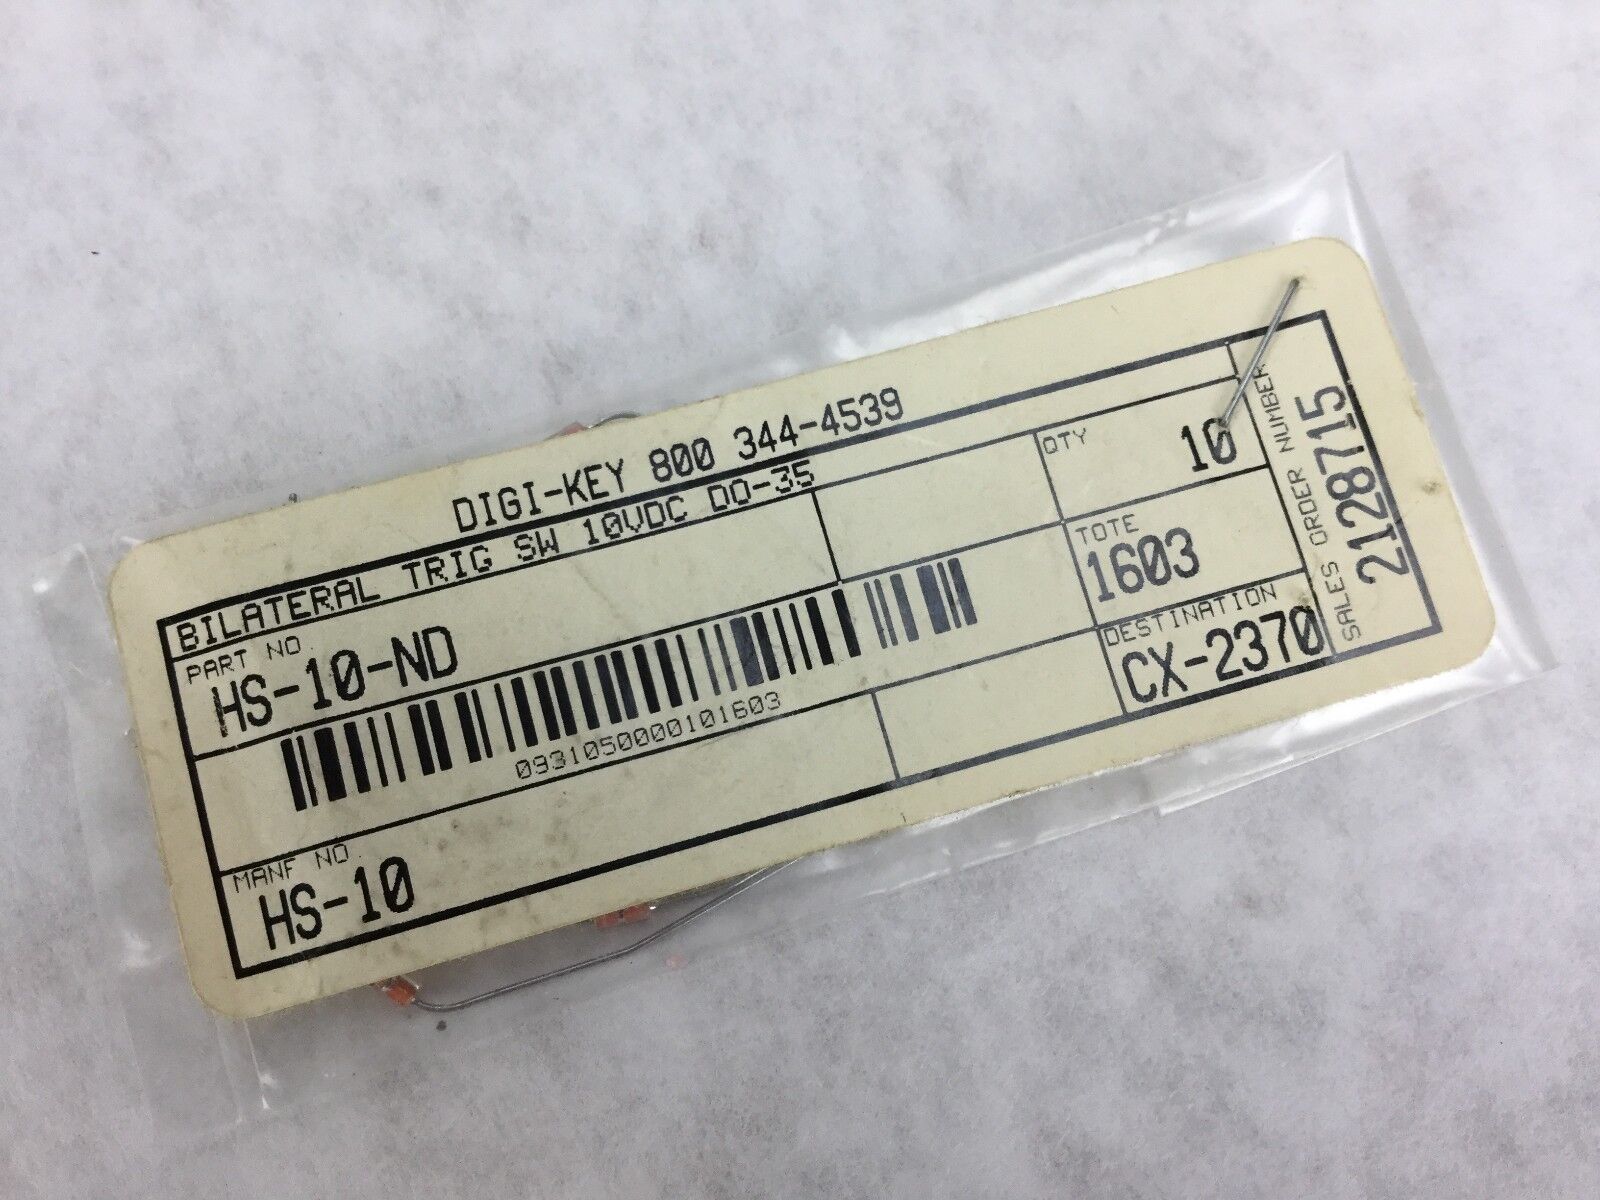 DIGI-KEY 800 344-4539
BILATERAL TRIG SW 10VDC DO-35
PART NO.
HS-10-ND
QTY
10
TOTE
1603
DESTINATION
CX-2370
SALES ORDER NUMBER
2128715
0931050000101603
MANF NO.
HS-10